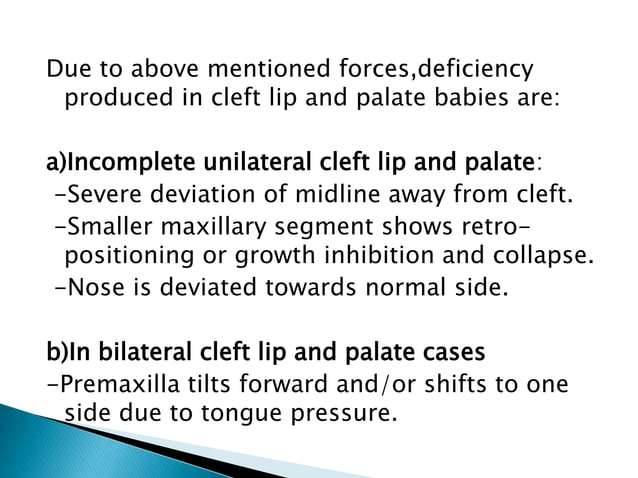 Due to above mentioned forces,deficiency
produced in cleft lip and palate babies are:
a)Incomplete unilateral cleft lip and palate:
-Severe deviation of midline away from cleft.
-Smaller maxillary segment shows retro-
positioning or growth inhibition and collapse.
-Nose is deviated towards normal side.
b)In bilateral cleft lip and palate cases
-Premaxilla tilts forward and/or shifts to one
side due to tongue pressure.